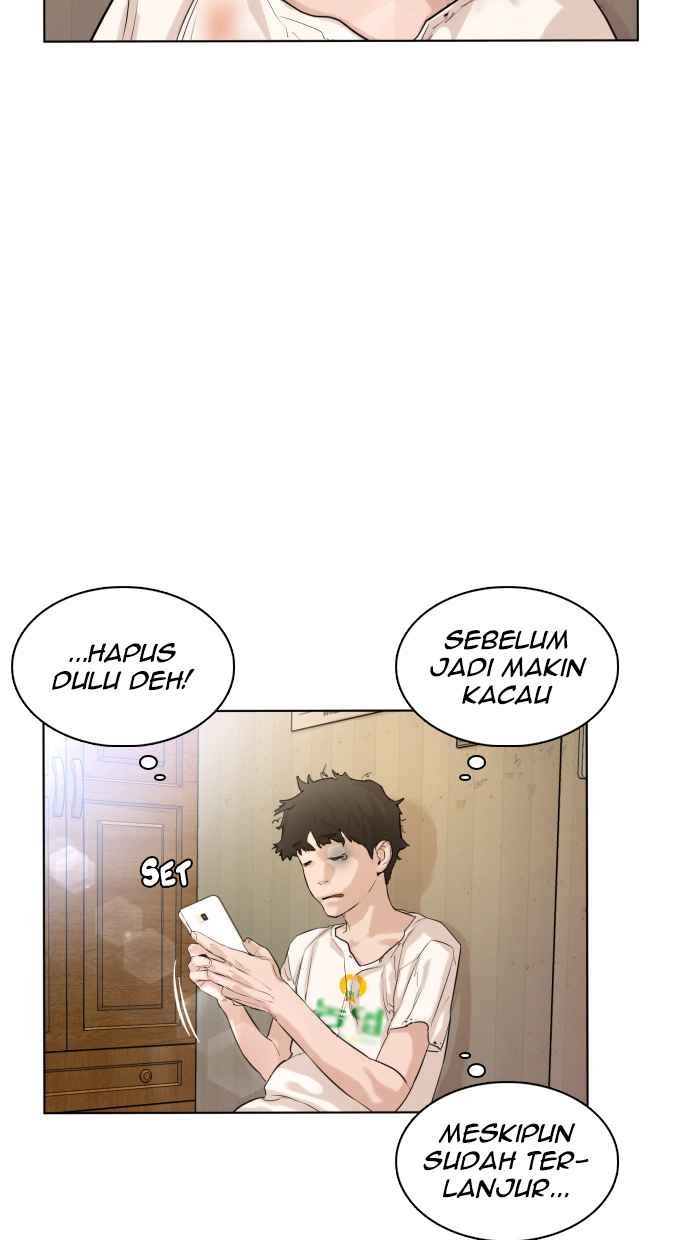 ...HAPUS
DULU DEH!
SEBELUM
JADI MAKIN
KACAU
SET
MESKIPUN
SUDAH TER-
LANJUR...